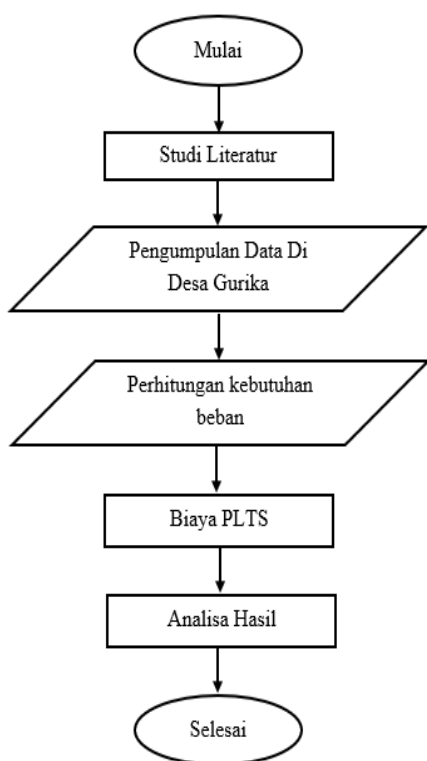 Mulai
Studi Literatur
Pengumpulan Data Di
Desa Gurika
Perhitungan kebutuhan
beban
Biaya PLTS
Analisa Hasil
Selesai